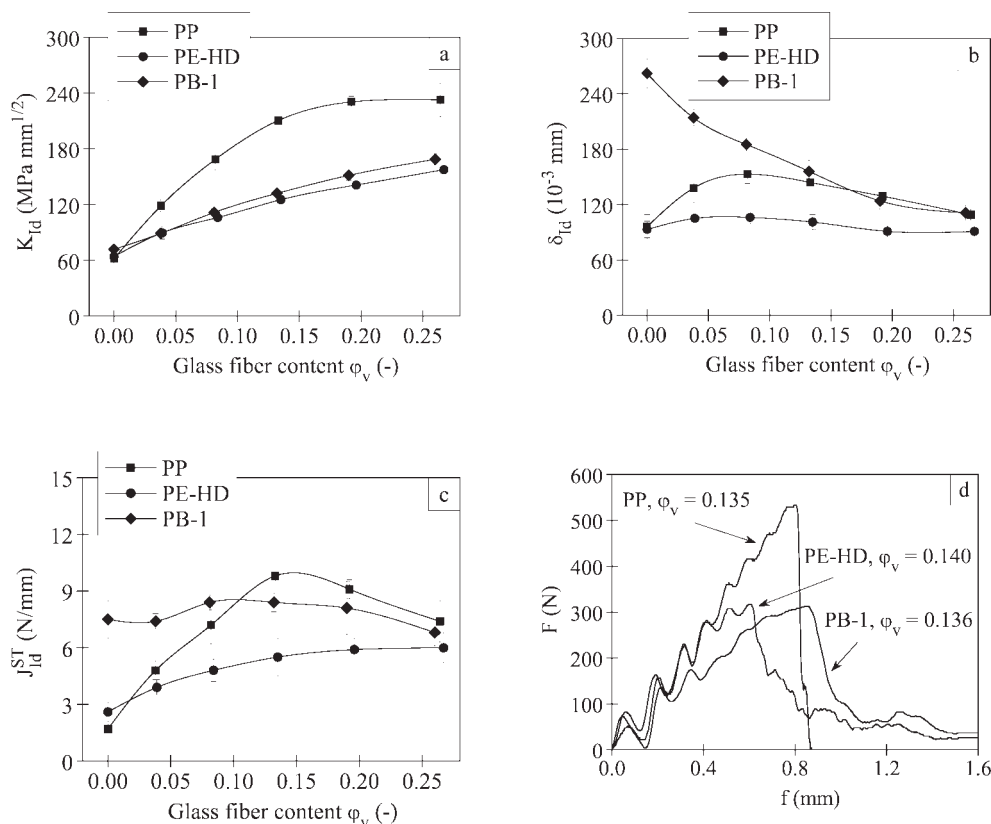 PP
PE-HD
PB-1
a
300
240
180
120
60
0
K_Id (MPa mm^1/2)
0.00 0.05 0.10 0.15 0.20 0.25
Glass fiber content φ_v (-)
PP
PE-HD
PB-1
b
300
240
180
120
60
0
δ_Id (10^-3 mm)
0.00 0.05 0.10 0.15 0.20 0.25
Glass fiber content φ_v (-)
PP
PE-HD
PB-1
c
15
12
9
6
3
0
J_Id^ST (N/mm)
0.00 0.05 0.10 0.15 0.20 0.25
Glass fiber content φ_v (-)
d
600
500
400
300
200
100
0
F (N)
PP, φ_v = 0.135
PE-HD, φ_v = 0.140
PB-1, φ_v = 0.136
0.0 0.4 0.8 1.2 1.6
f (mm)